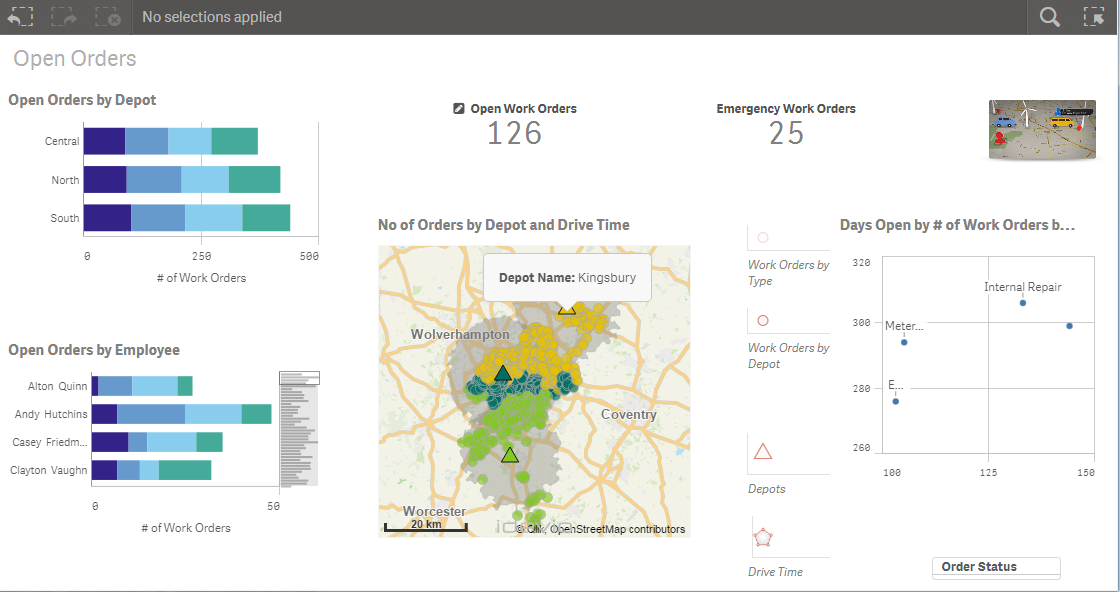 No selections applied
Open Orders
Open Orders by Depot
Central
North
South
0 250 500
# of Work Orders
Open Work Orders
126
Emergency Work Orders
25
No of Orders by Depot and Drive Time
Depot Name: Kingsbury
Wolverhampton
Coventry
Worcester
20 km
© Qlik, OpenStreetMap contributors
Work Orders by
Type
Work Orders by
Depot
Depots
Drive Time
Days Open by # of Work Orders b...
320
300
280
260
Internal Repair
Meter...
E...
100 125 150
Open Orders by Employee
Alton Quinn
Andy Hutchins
Casey Friedm...
Clayton Vaughn
0 50
# of Work Orders
Order Status